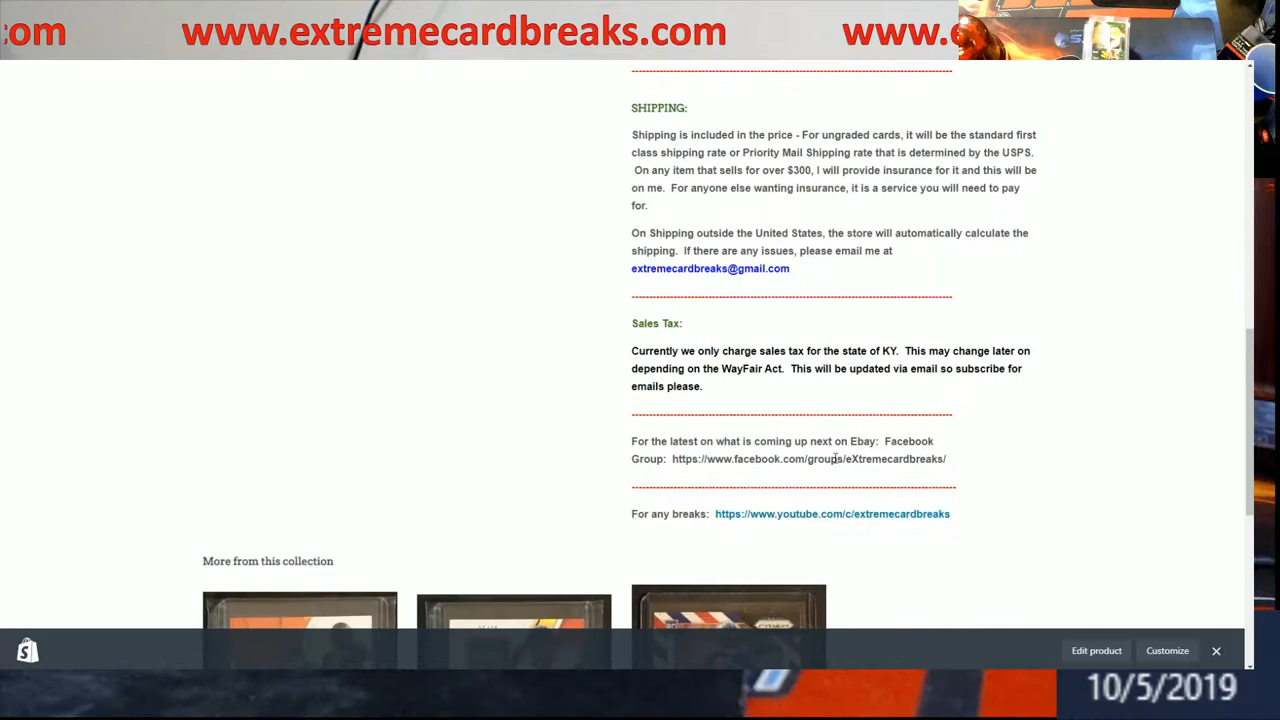 .com www.extremecardbreaks.com www.e
SHIPPING:
Shipping is included in the price - For ungraded cards, it will be the standard first
class shipping rate or Priority Mail Shipping rate that is determined by the USPS.
On any item that sells for over $300, I will provide insurance for it and this will be
on me. For anyone else wanting insurance, it is a service you will need to pay
for.
On Shipping outside the United States, the store will automatically calculate the
shipping. If there are any issues, please email me at
extremecardbreaks@gmail.com
Sales Tax:
Currently we only charge sales tax for the state of KY. This may change later on
depending on the WayFair Act. This will be updated via email so subscribe for
emails please.
For the latest on what is coming up next on Ebay: Facebook
Group: https://www.facebook.com/groups/eXtremecardbreaks/
For any breaks: https://www.youtube.com/c/extremecardbreaks
More from this collection
Edit product Customize
10/5/2019